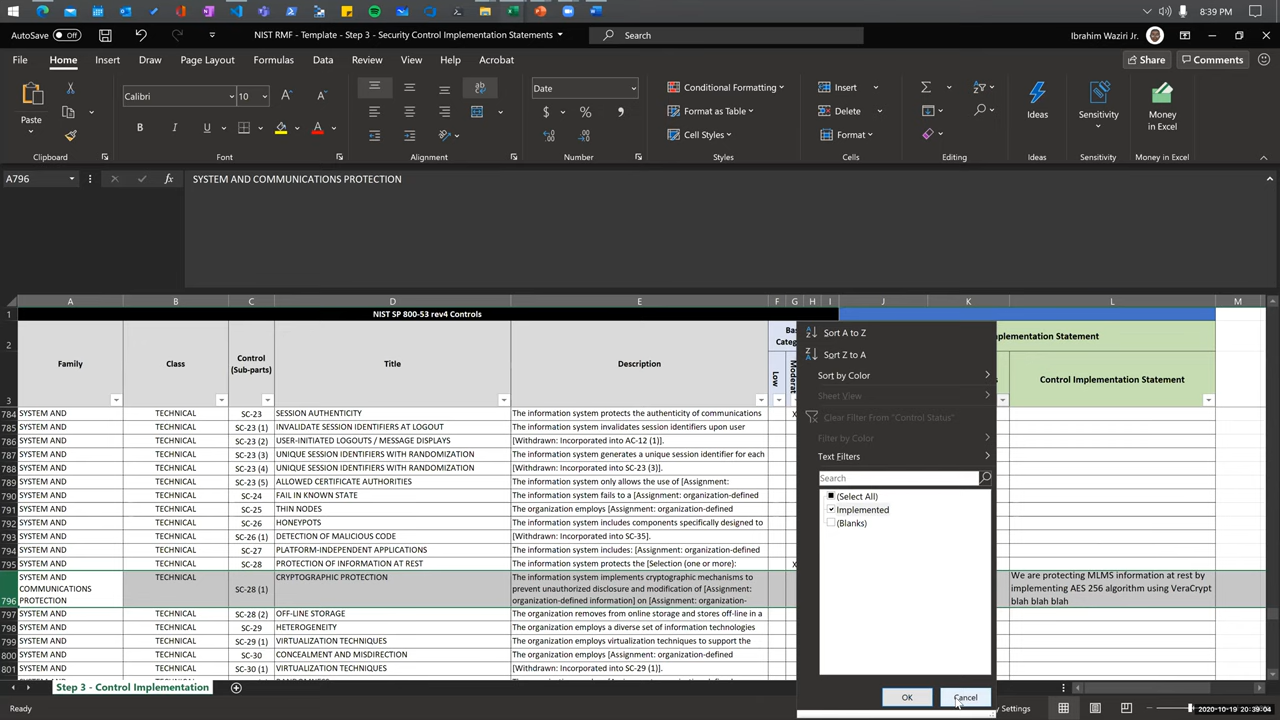 8:39 PM
AutoSave Off
NIST RMF - Template - Step 3 - Security Control Implementation Statements
Search
Ibrahim Waziri Jr.
File Home Insert Draw Page Layout Formulas Data Review View Help Acrobat
Share Comments
Paste
Calibri 10
Date
Conditional Formatting
Format as Table
Cell Styles
Insert
Delete
Format
Ideas
Sensitivity
Money in Excel
Clipboard Font Alignment Number Styles Cells Editing Ideas Sensitivity Money in Excel
A796 fx SYSTEM AND COMMUNICATIONS PROTECTION
A B C D E F G H I J K L M
1 NIST SP 800-53 rev4 Controls
2
3
Family Class Control (Sub-parts) Title Description Low
Control Implementation Statement
784 SYSTEM AND TECHNICAL SC-23 SESSION AUTHENTICITY The information system protects the authenticity of communications X
785 SYSTEM AND TECHNICAL SC-23 (1) INVALIDATE SESSION IDENTIFIERS AT LOGOUT The information system invalidates session identifiers upon user
786 SYSTEM AND TECHNICAL SC-23 (2) USER-INITIATED LOGOUTS / MESSAGE DISPLAYS [Withdrawn: Incorporated into AC-12 (1)].
787 SYSTEM AND TECHNICAL SC-23 (3) UNIQUE SESSION IDENTIFIERS WITH RANDOMIZATION The information system generates a unique session identifier for each
788 SYSTEM AND TECHNICAL SC-23 (4) UNIQUE SESSION IDENTIFIERS WITH RANDOMIZATION [Withdrawn: Incorporated into SC-23 (3)].
789 SYSTEM AND TECHNICAL SC-23 (5) ALLOWED CERTIFICATE AUTHORITIES The information system only allows the use of [Assignment:
790 SYSTEM AND TECHNICAL SC-24 FAIL IN KNOWN STATE The information system fails to a [Assignment: organization-defined
791 SYSTEM AND TECHNICAL SC-25 THIN NODES The organization employs [Assignment: organization-defined
792 SYSTEM AND TECHNICAL SC-26 HONEYPOTS The information system includes components specifically designed to
793 SYSTEM AND TECHNICAL SC-26 (1) DETECTION OF MALICIOUS CODE [Withdrawn: Incorporated into SC-35].
794 SYSTEM AND TECHNICAL SC-27 PLATFORM-INDEPENDENT APPLICATIONS The information system includes: [Assignment: organization-defined
795 SYSTEM AND TECHNICAL SC-28 PROTECTION OF INFORMATION AT REST The information system protects the [Selection (one or more): X
796 SYSTEM AND COMMUNICATIONS PROTECTION TECHNICAL SC-28 (1) CRYPTOGRAPHIC PROTECTION The information system implements cryptographic mechanisms to prevent unauthorized disclosure and modification of [Assignment: organization-defined information] on [Assignment: organization-
We are protecting MLMS information at rest by
implementing AES 256 algorithm using VeraCrypt
blah blah blah
SYSTEM AND TECHNICAL SC-28 (2) OFF-LINE STORAGE The organization removes from online storage and stores off-line in a
798 SYSTEM AND TECHNICAL SC-29 HETEROGENEITY The organization employs a diverse set of information technologies
799 SYSTEM AND TECHNICAL SC-29 (1) VIRTUALIZATION TECHNIQUES The organization employs virtualization techniques to support the
800 SYSTEM AND TECHNICAL SC-30 CONCEALMENT AND MISDIRECTION The organization employs [Assignment: organization-defined
801 SYSTEM AND TECHNICAL SC-30 (1) VIRTUALIZATION TECHNIQUES [Withdrawn: Incorporated into SC-29 (1)].
Sort A to Z
Sort Z to A
Sort by Color
Sheet View
Clear Filter From "Control Status"
Filter by Color
Text Filters
Search
(Select All)
Implemented
(Blanks)
OK Cancel
Step 3 - Control Implementation
Ready
Settings
2020-10-19 20:39:04